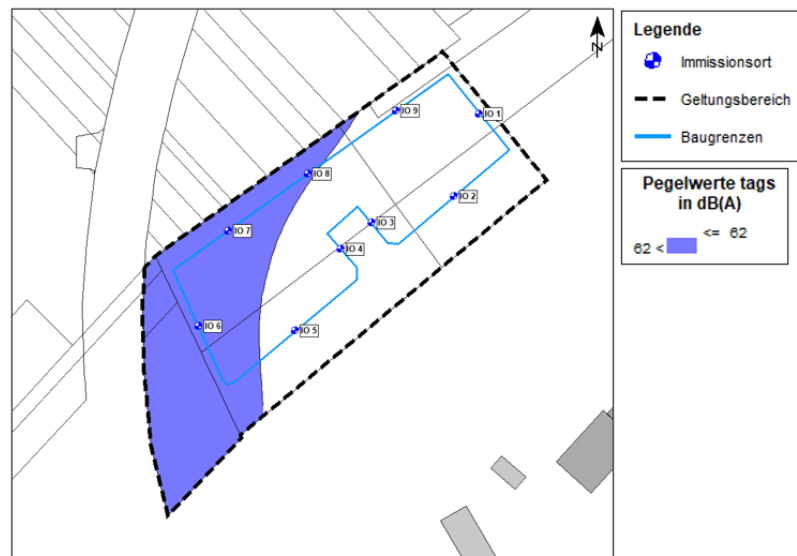 N
Legende
Immissionsort
Geltungsbereich
Baugrenzen
Pegelwerte tags
in dB(A)
<= 62
62 <
IO 9
IO 1
IO 8
IO 2
IO 3
IO 7
IO 4
IO 6
IO 5